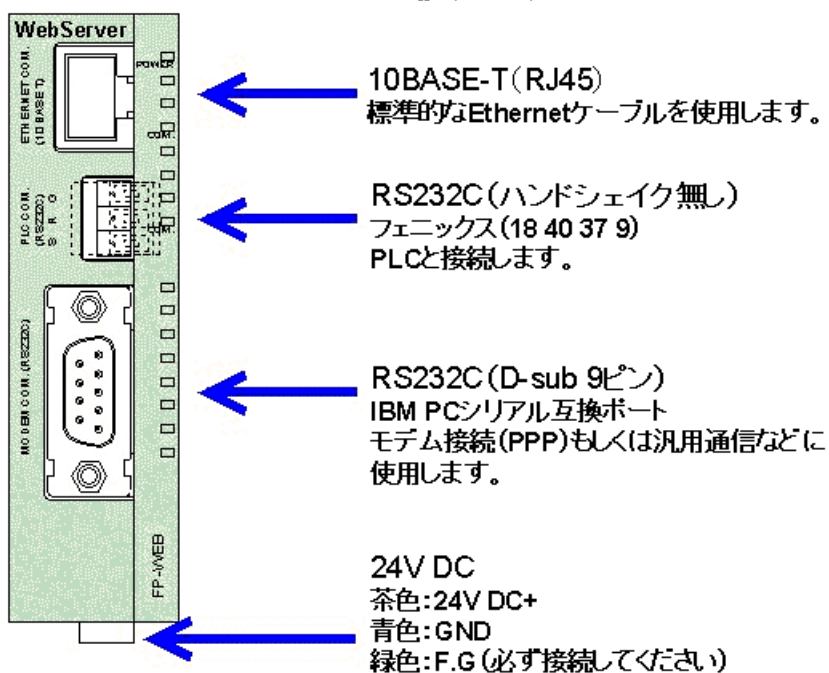 WebServer
ETHERNET COM.
(10 BASE T)
POWER
COM.
10BASE-T(RJ45)
標準的なEthernetケーブルを使用します。
PLC COM.
(RS232C)
S R G
RS232C(ハンドシェイク無し)
フェニックス(18 40 37 9)
PLCと接続します。
MODEM COM. (RS232C)
RS232C(D-sub 9ピン)
IBM PCシリアル互換ポート
モデム接続(PPP)もしくは汎用通信などに
使用します。
FP-WEB
24V DC
茶色:24V DC+
青色:GND
緑色:F.G(必ず接続してください)